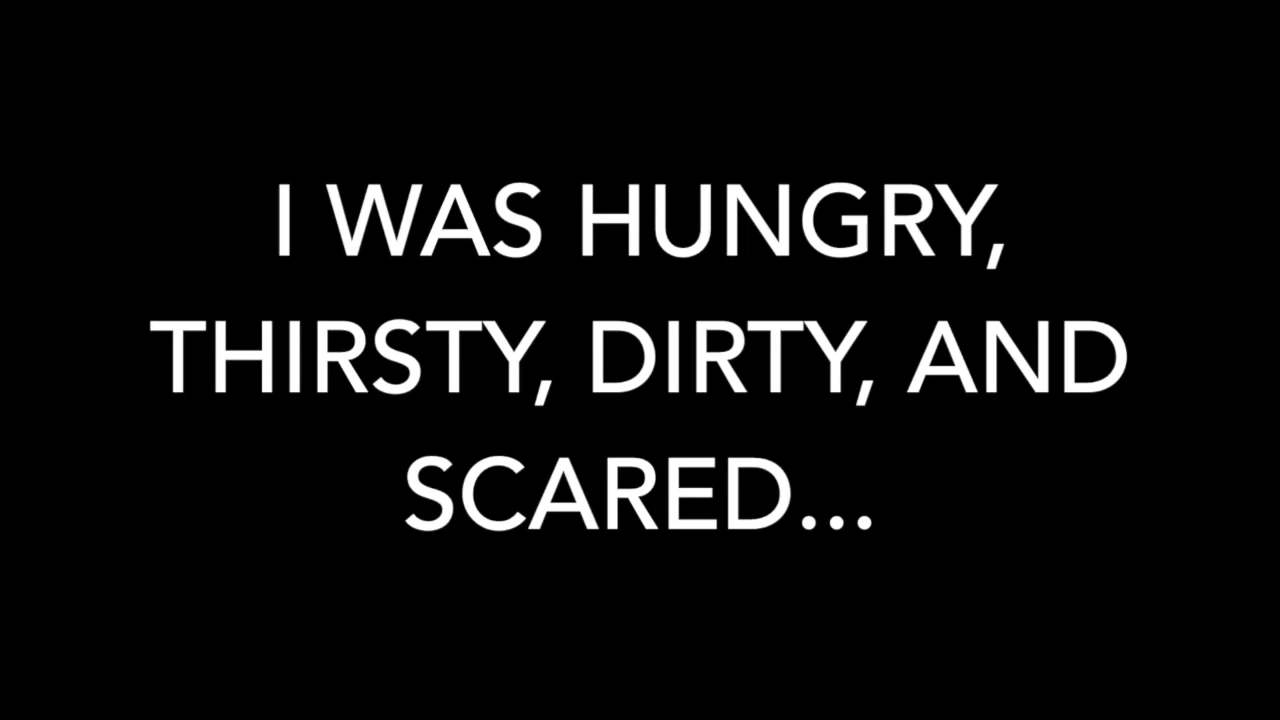 I WAS HUNGRY,
THIRSTY, DIRTY, AND
SCARED...